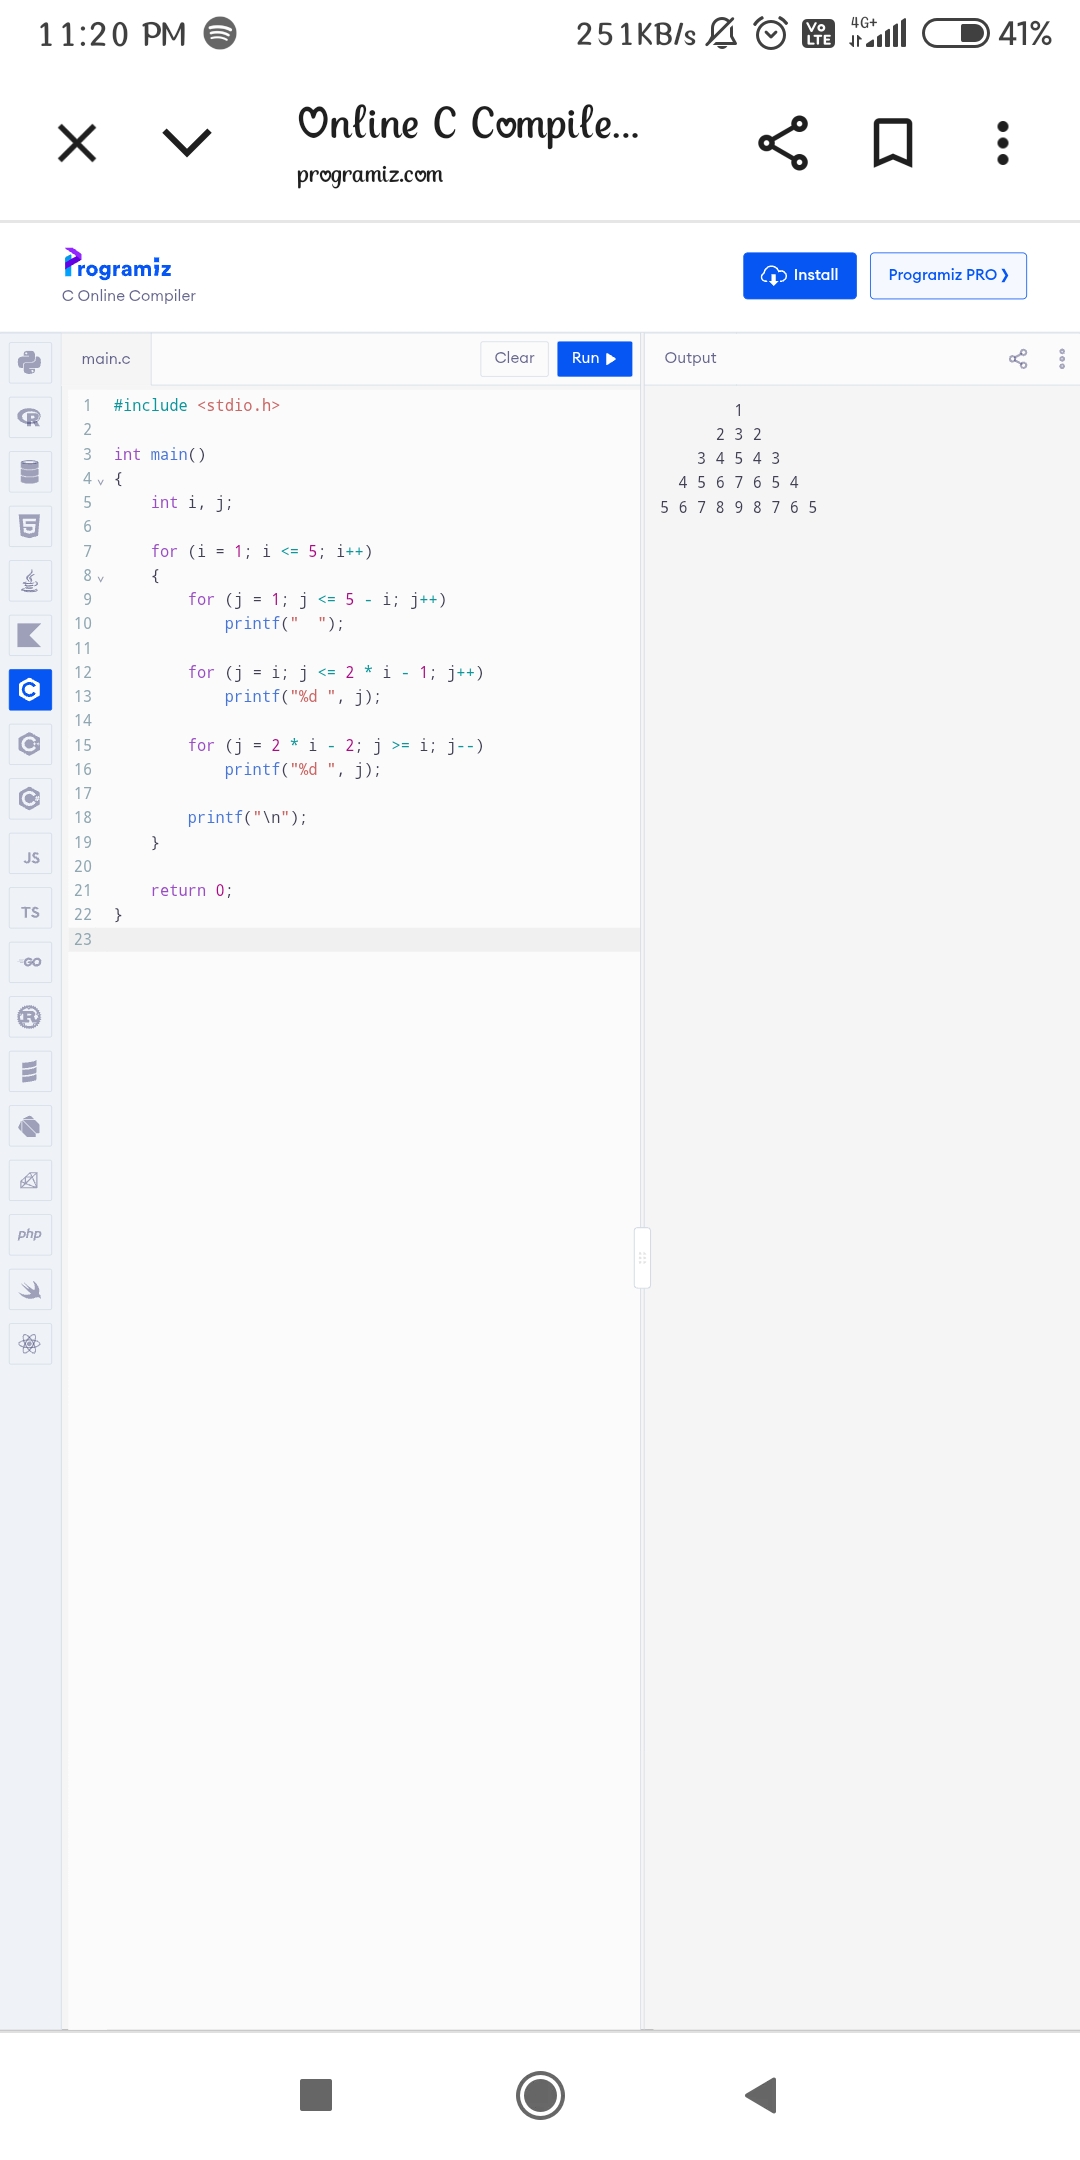 11:20 PM 251KB/s Vo LTE 4G+ 41%
Online C Compile...
programiz.com
Programiz
C Online Compiler
Install
Programiz PRO ❯
main.c
Clear
Run
Output
1 #include <stdio.h>
2
3 int main()
4 {
5     int i, j;
6
7     for (i = 1; i <= 5; i++)
8     {
9         for (j = 1; j <= 5 - i; j++)
10             printf("  ");
11
12         for (j = i; j <= 2 * i - 1; j++)
13             printf("%d ", j);
14
15         for (j = 2 * i - 2; j >= i; j--)
16             printf("%d ", j);
17
18         printf("\n");
19     }
20
21     return 0;
22 }
23
        1
      2 3 2
    3 4 5 4 3
  4 5 6 7 6 5 4
5 6 7 8 9 8 7 6 5
R
5
C
C
C
JS
TS
GO
R
php